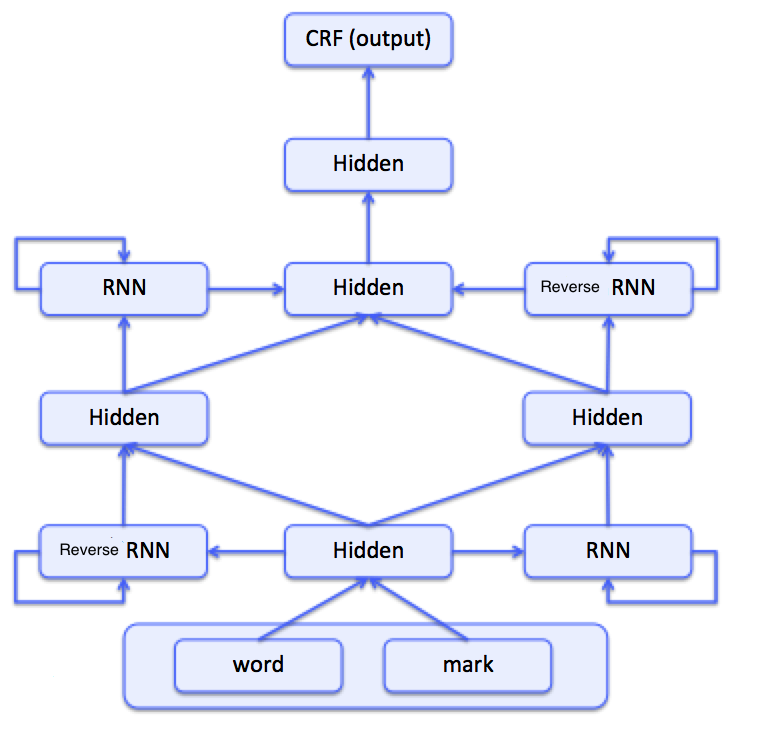 CRF (output)
Hidden
RNN
Hidden
Reverse RNN
Hidden
Hidden
Reverse RNN
Hidden
RNN
word
mark